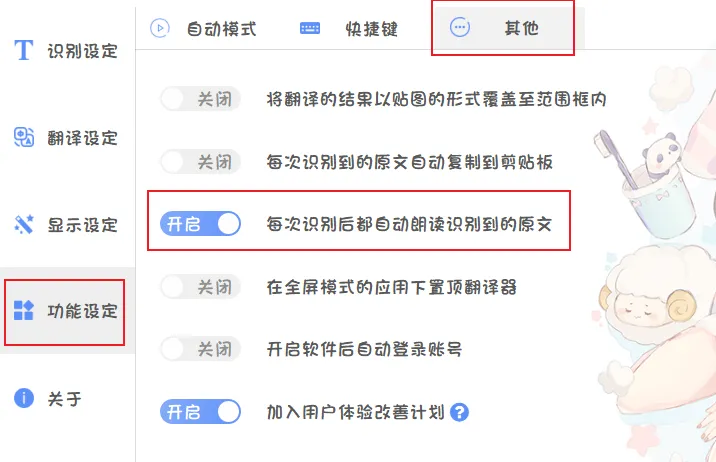 识别设定
翻译设定
显示设定
功能设定
关于
自动模式
快捷键
其他
关闭 将翻译的结果以贴图的形式覆盖至范围框内
关闭 每次识别到的原文自动复制到剪贴板
开启 每次识别后都自动朗读识别到的原文
关闭 在全屏模式的应用下置顶翻译器
关闭 开启软件后自动登录账号
开启 加入用户体验改善计划 ?